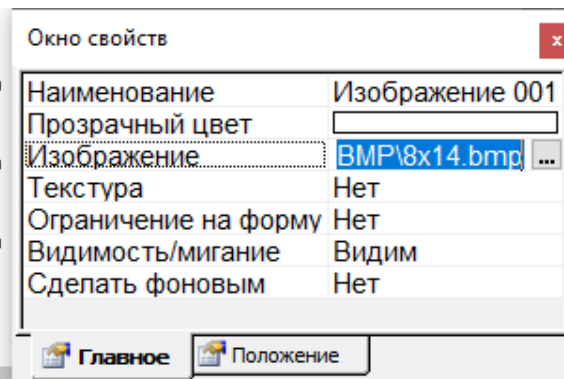 Окно свойств
x
Наименование Изображение 001
Прозрачный цвет
Изображение BMP\8x14.bmp ...
Текстура Нет
Ограничение на форму Нет
Видимость/мигание Видим
Сделать фоновым Нет
Главное Положение